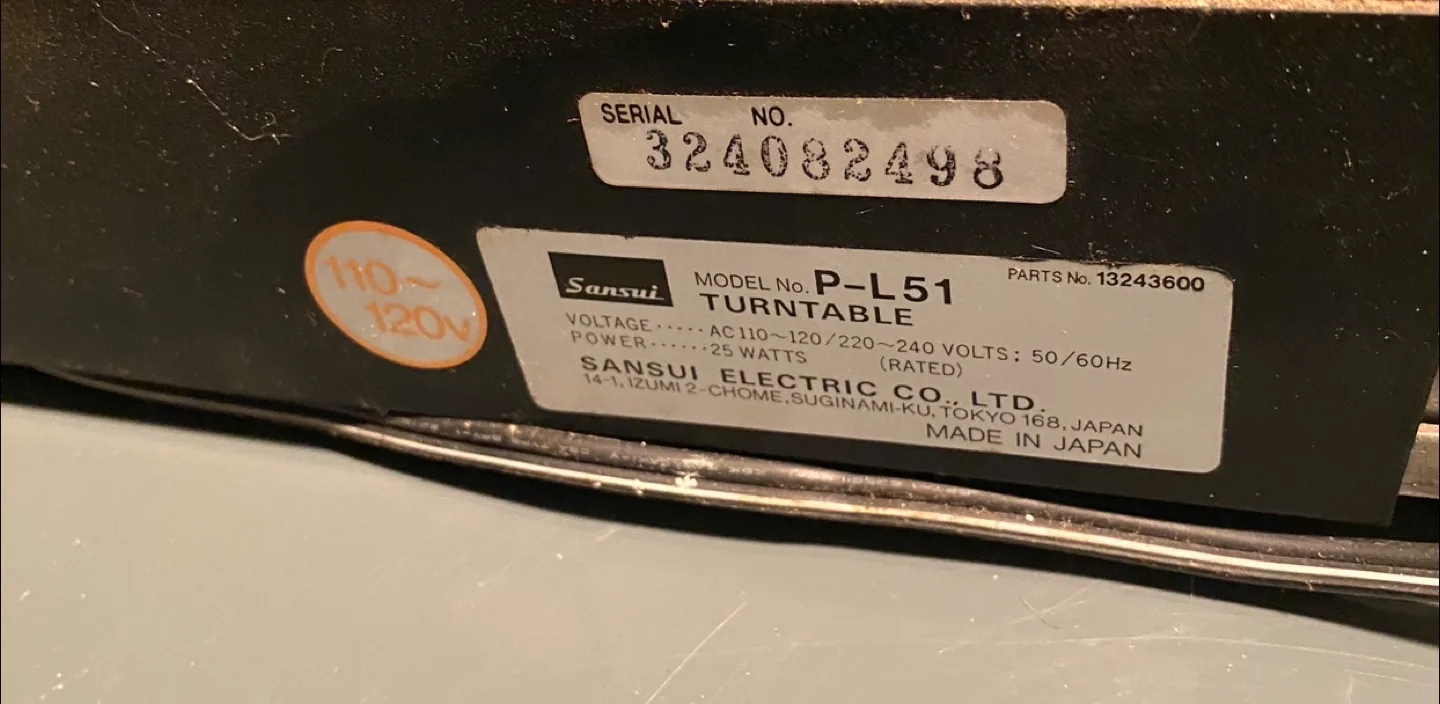 SERIAL NO.
324082498
110~
120V
Sansui
MODEL No. P-L51
PARTS No. 13243600
TURNTABLE
VOLTAGE ····· AC 110~120/220~240 VOLTS: 50/60Hz
POWER ······ 25 WATTS (RATED)
SANSUI ELECTRIC CO., LTD.
14-1, IZUMI 2-CHOME, SUGINAMI-KU, TOKYO 168, JAPAN
MADE IN JAPAN